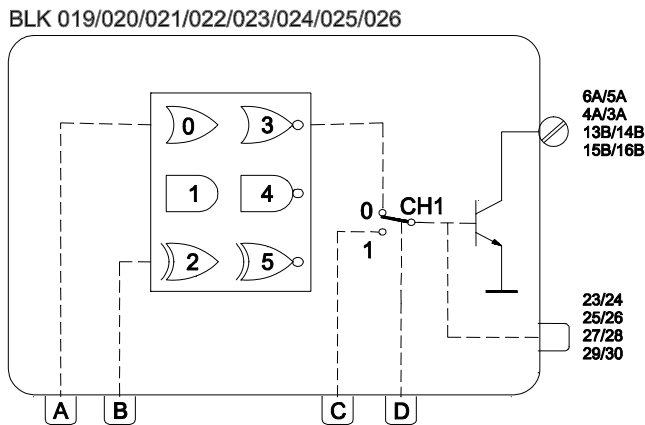 BLK 019/020/021/022/023/024/025/026
6A/5A
4A/3A
13B/14B
15B/16B
0 3
1 4
2 5
0 CH1
1
23/24
25/26
27/28
29/30
A B C D